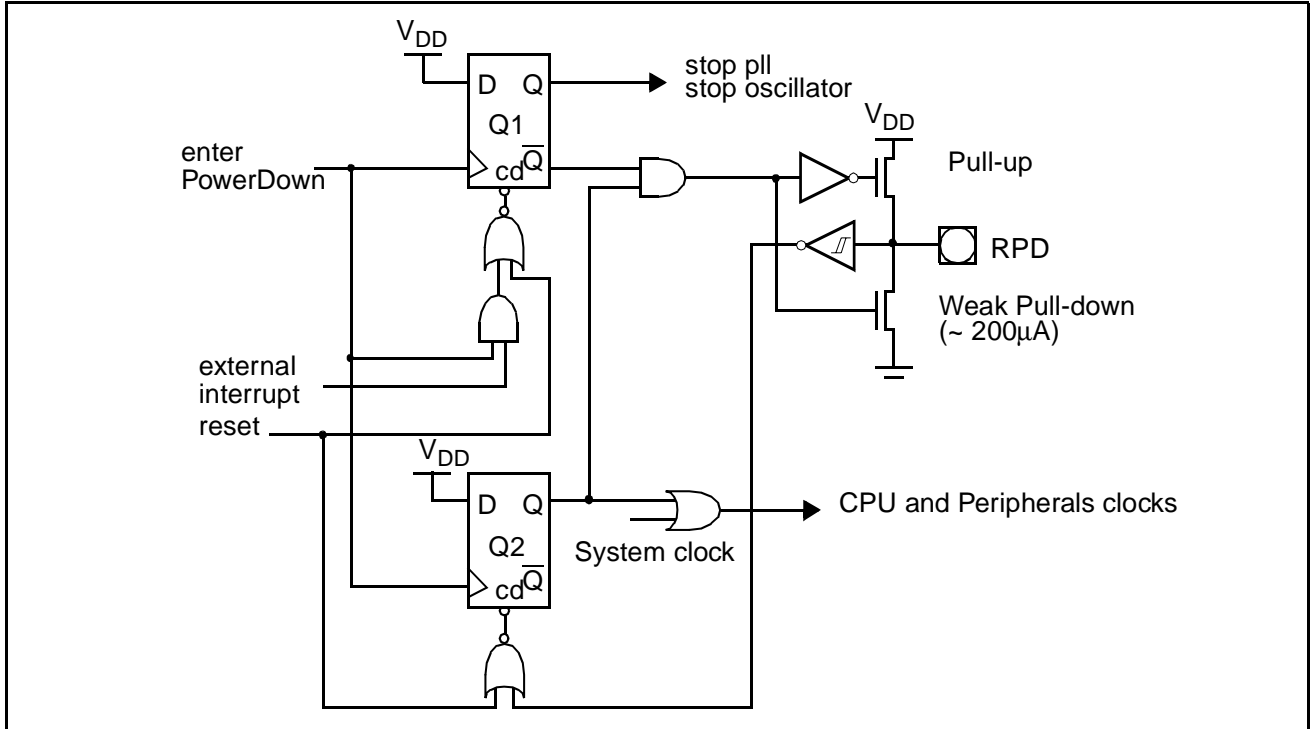 VDD
D Q
Q1
cd Q
stop pll
stop oscillator
enter
PowerDown
VDD
Pull-up
RPD
Weak Pull-down
(~ 200μA)
external
interrupt
reset
VDD
D Q
Q2
cd Q
System clock
CPU and Peripherals clocks